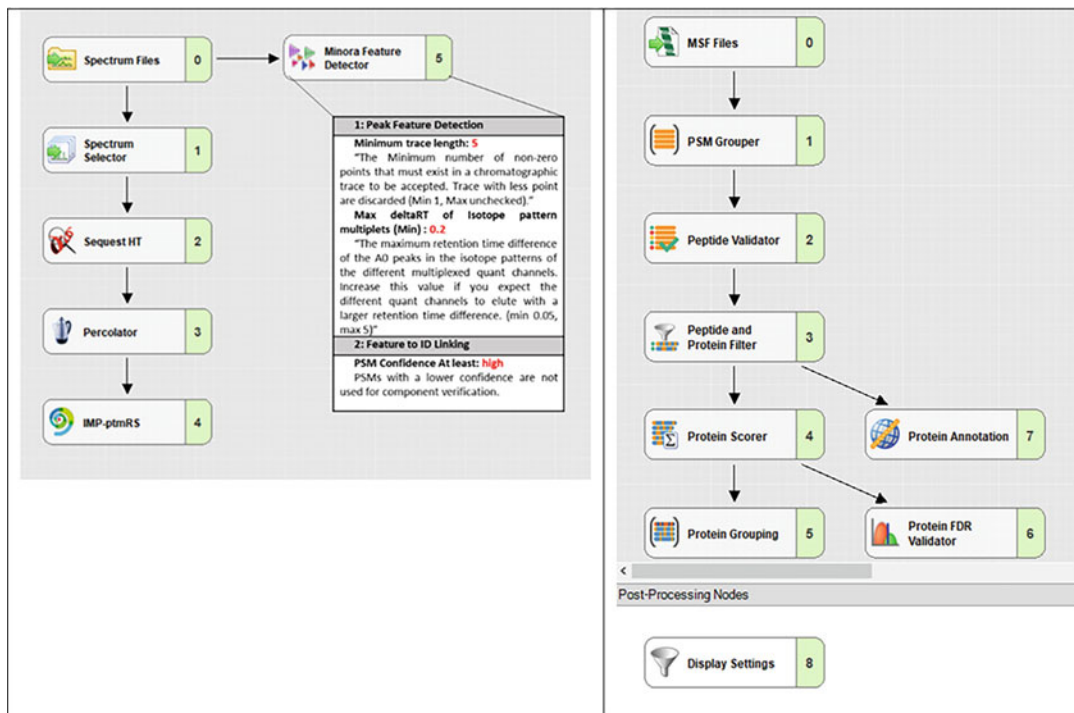 Spectrum Files 0
Minora Feature
Detector 5
Spectrum
Selector 1
Sequest HT 2
Percolator 3
IMP-ptmRS 4
1: Peak Feature Detection
Minimum trace length: 5
"The Minimum number of non-zero
points that must exist in a chromatographic
trace to be accepted. Trace with less point
are discarded (Min 1, Max unchecked)."
Max deltaRT of Isotope pattern
multiplets (Min) : 0.2
"The maximum retention time difference
of the A0 peaks in the isotope patterns of
the different multiplexed quant channels.
Increase this value if you expect the
different quant channels to elute with a
larger retention time difference. (min 0.05,
max 5)"
2: Feature to ID Linking
PSM Confidence At least: high
PSMs with a lower confidence are not
used for component verification.
MSF Files 0
PSM Grouper 1
Peptide Validator 2
Peptide and
Protein Filter 3
Protein Scorer 4
Protein Annotation 7
Protein Grouping 5
Protein FDR
Validator 6
<
Post-Processing Nodes
Display Settings 8